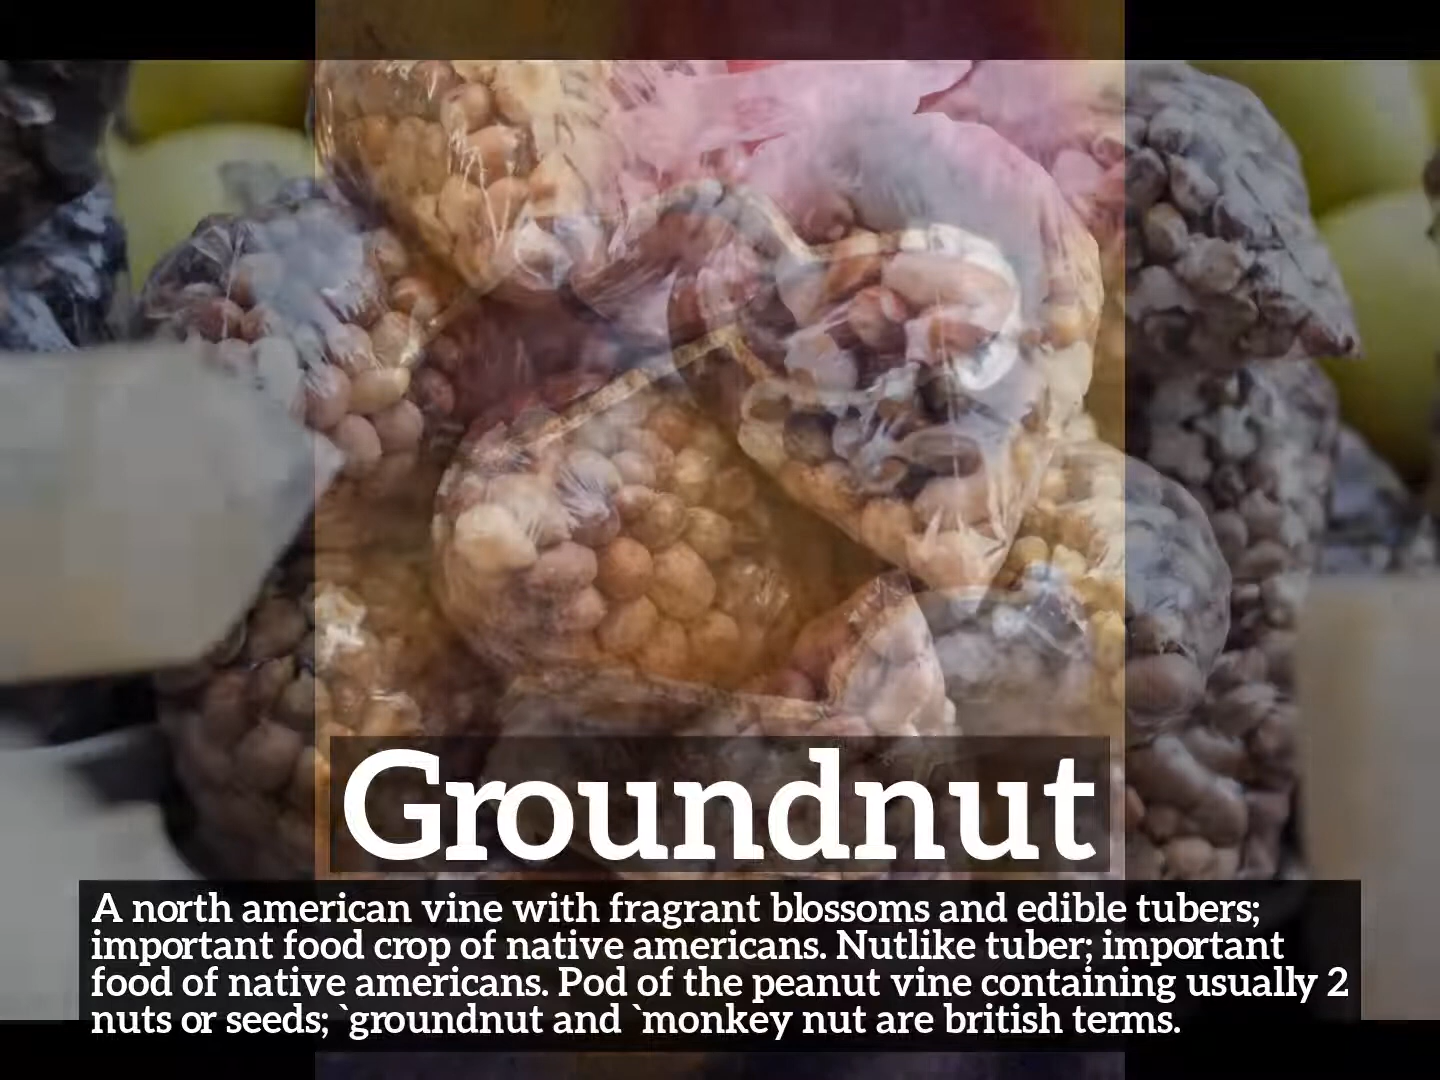 Groundnut
A north american vine with fragrant blossoms and edible tubers;
important food crop of native americans. Nutlike tuber; important
food of native americans. Pod of the peanut vine containing usually 2
nuts or seeds; `groundnut and `monkey nut are british terms.